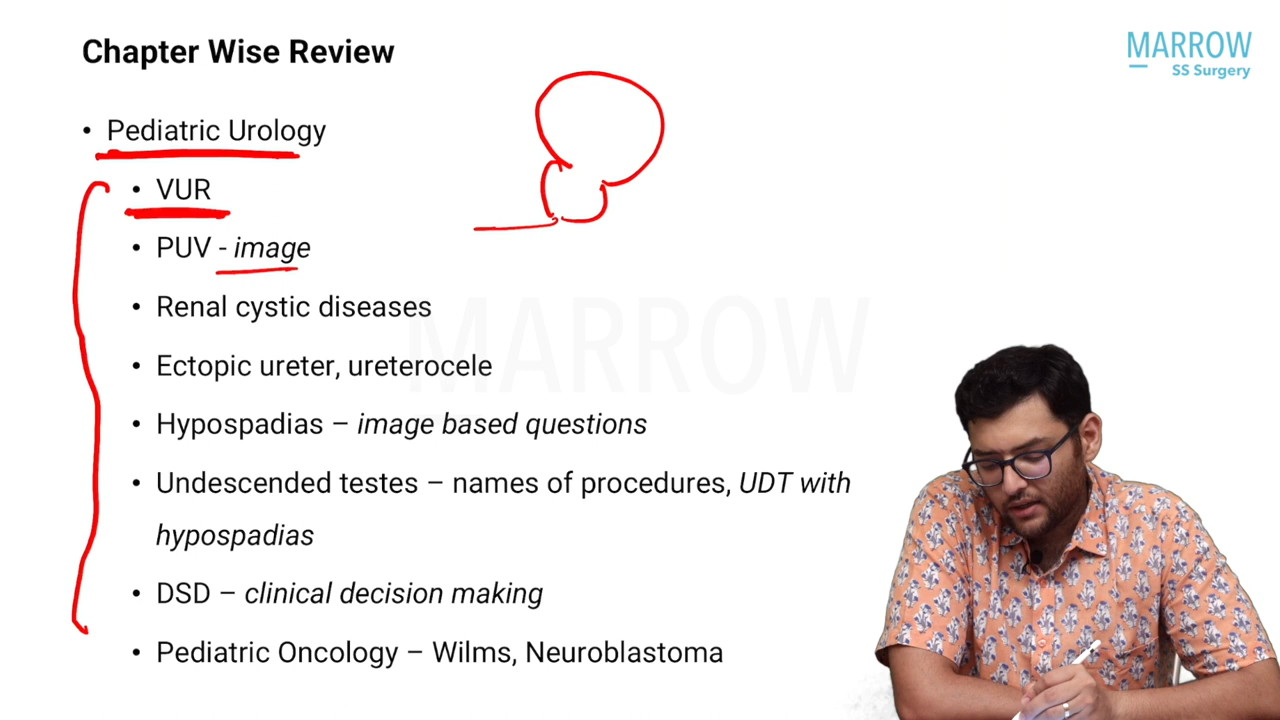 Chapter Wise Review
MARROW
SS Surgery
• Pediatric Urology
• VUR
• PUV - image
• Renal cystic diseases
• Ectopic ureter, ureterocele
• Hypospadias – image based questions
• Undescended testes – names of procedures, UDT with
hypospadias
• DSD – clinical decision making
• Pediatric Oncology – Wilms, Neuroblastoma
MARROW